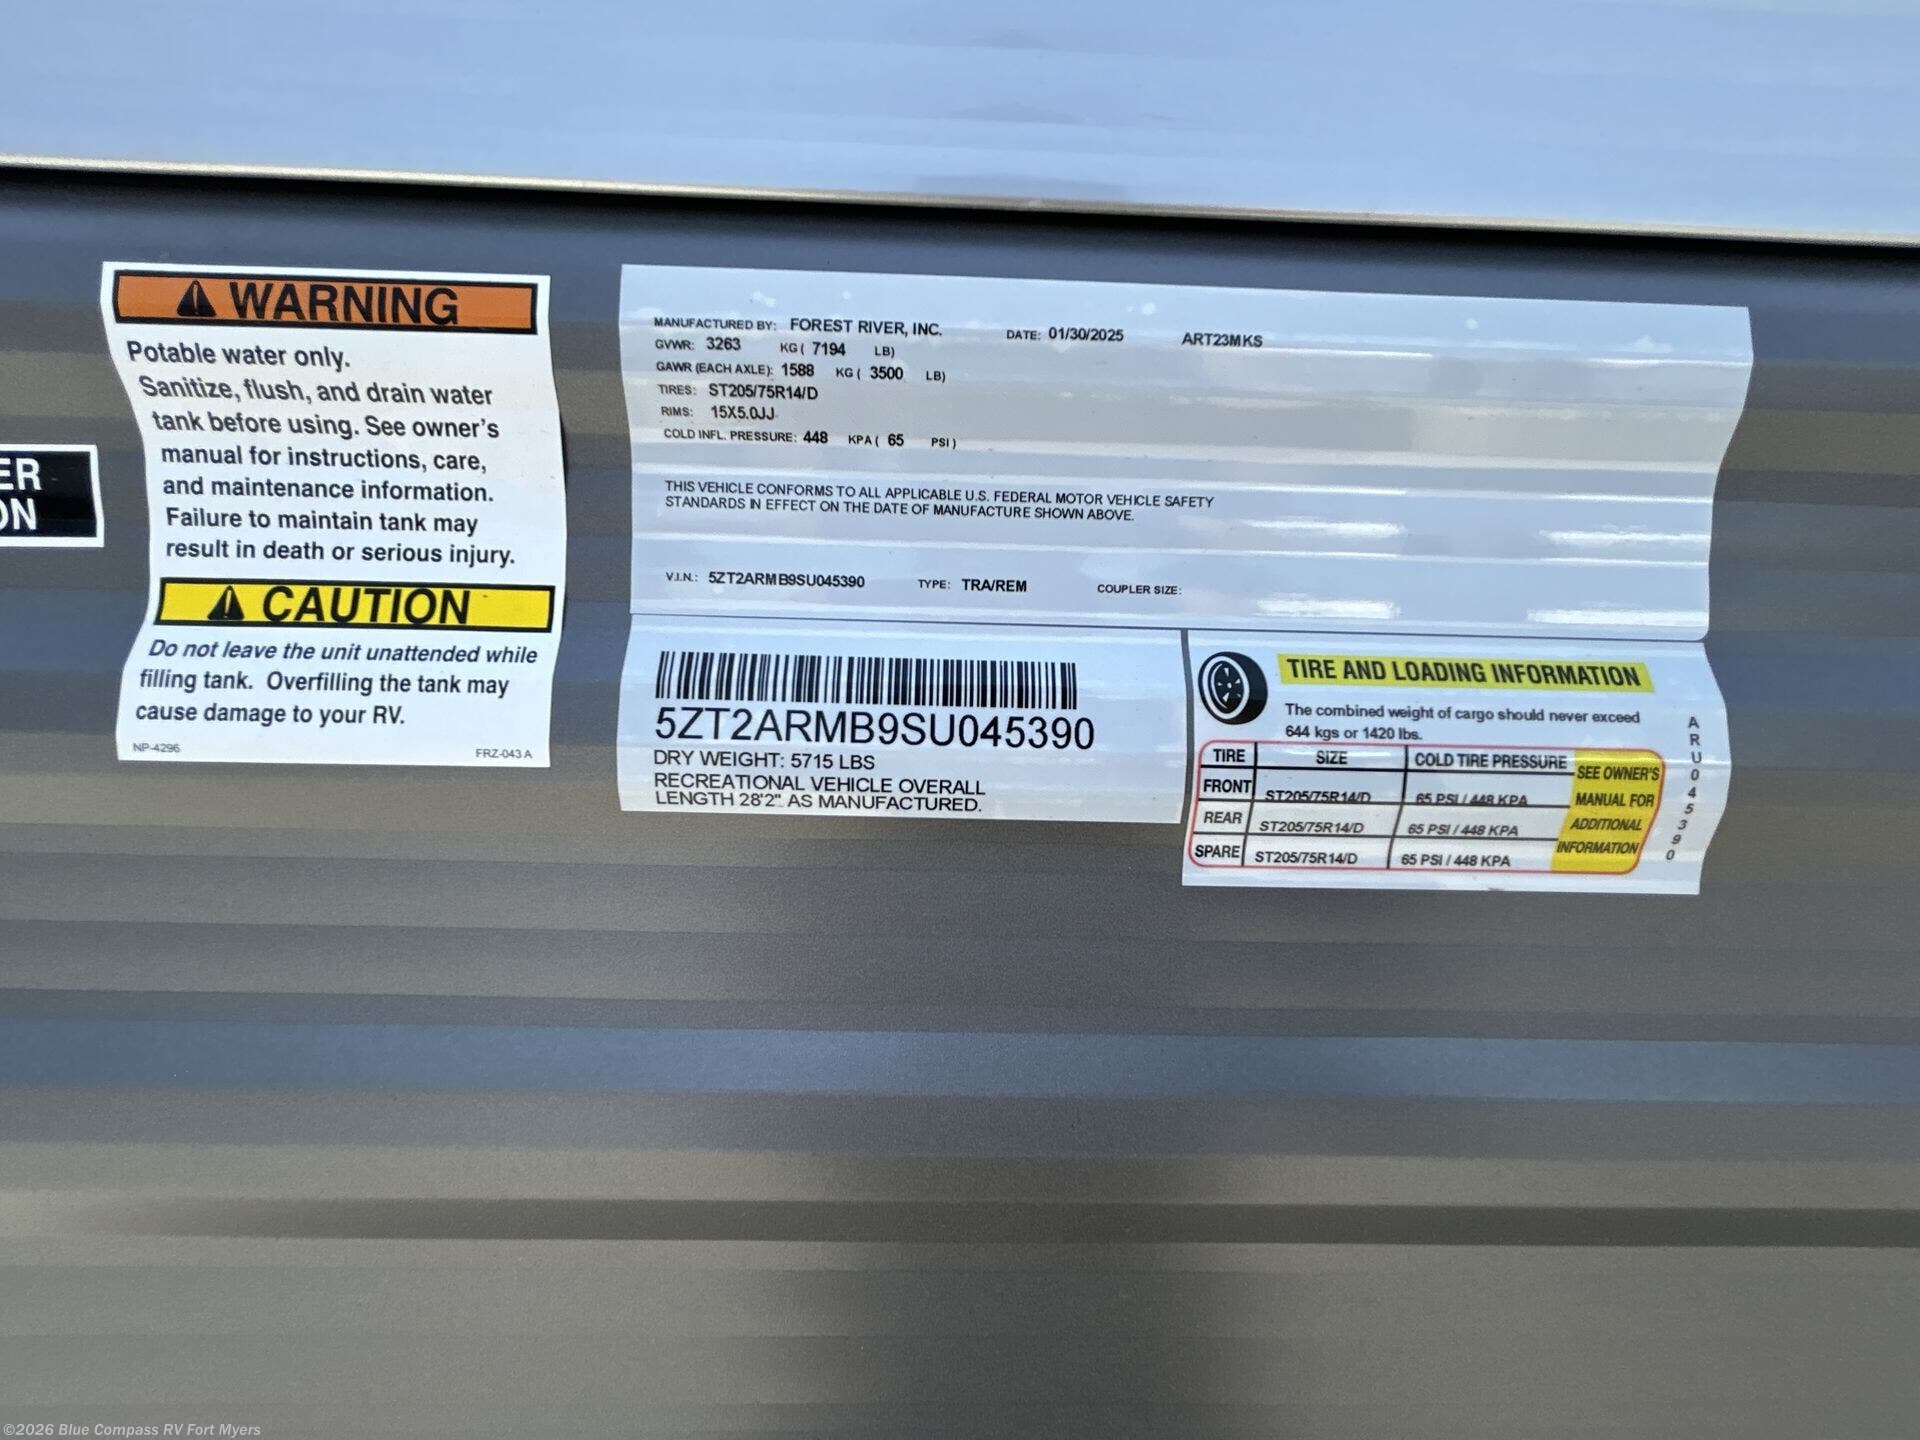 ER
ON
WARNING
Potable water only.
Sanitize, flush, and drain water
tank before using. See owner's
manual for instructions, care,
and maintenance information.
Failure to maintain tank may
result in death or serious injury.
CAUTION
Do not leave the unit unattended while
filling tank. Overfilling the tank may
cause damage to your RV.
NP-4296 FRZ-043 A
MANUFACTURED BY: FOREST RIVER, INC. DATE: 01/30/2025 ART23MKS
GVWR: 3263 KG ( 7194 LB)
GAWR (EACH AXLE): 1588 KG ( 3500 LB)
TIRES: ST205/75R14/D
RIMS: 15X5.0JJ
COLD INFL. PRESSURE: 448 KPA ( 65 PSI )
THIS VEHICLE CONFORMS TO ALL APPLICABLE U.S. FEDERAL MOTOR VEHICLE SAFETY
STANDARDS IN EFFECT ON THE DATE OF MANUFACTURE SHOWN ABOVE.
V.I.N.: 5ZT2ARMB9SU045390 TYPE: TRA/REM COUPLER SIZE:
5ZT2ARMB9SU045390
DRY WEIGHT: 5715 LBS
RECREATIONAL VEHICLE OVERALL
LENGTH 28'2". AS MANUFACTURED.
TIRE AND LOADING INFORMATION
The combined weight of cargo should never exceed
644 kgs or 1420 lbs.
TIRE SIZE COLD TIRE PRESSURE SEE OWNER'S
FRONT ST205/75R14/D 65 PSI / 448 KPA MANUAL FOR
REAR ST205/75R14/D 65 PSI / 448 KPA ADDITIONAL
SPARE ST205/75R14/D 65 PSI / 448 KPA INFORMATION
ARU045390
©2026 Blue Compass RV Fort Myers